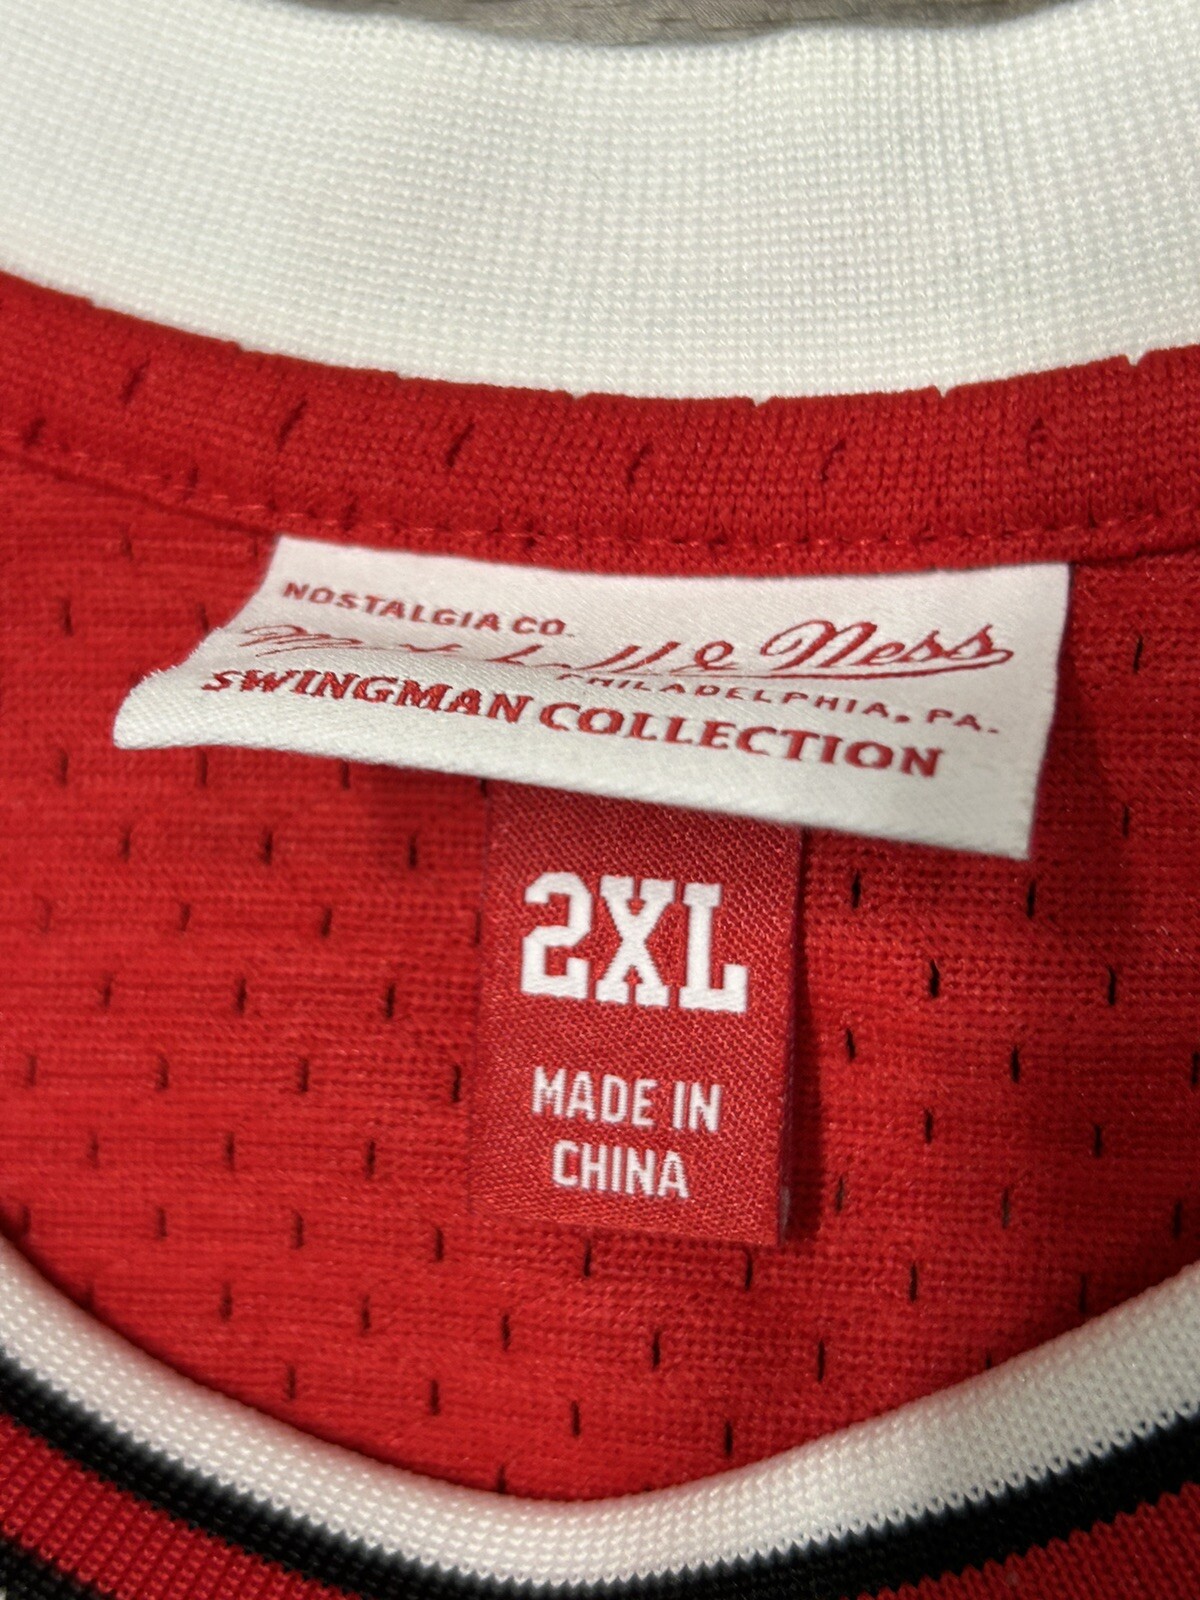 NOSTALGIA CO.
Mitchell & Ness
PHILADELPHIA, PA.
SWINGMAN COLLECTION
2XL
MADE IN
CHINA